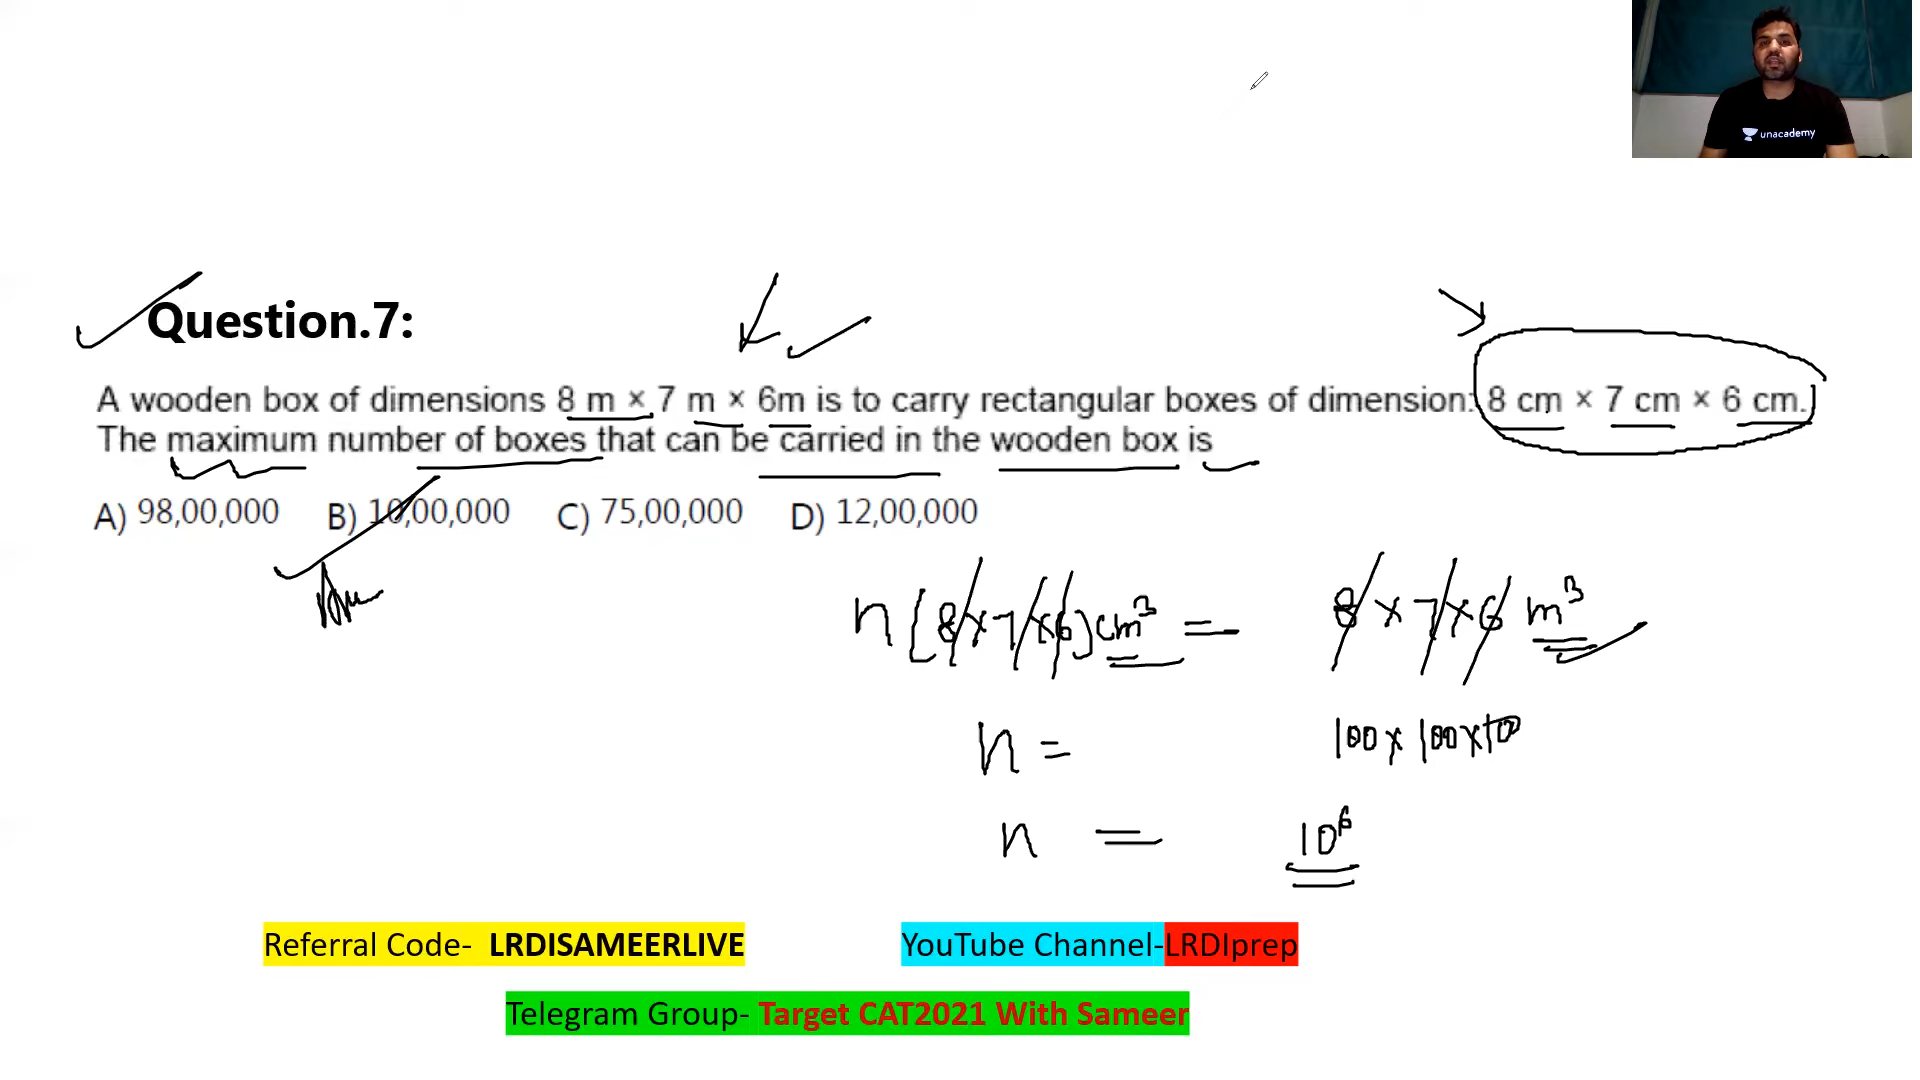 unacademy
Question.7:
A wooden box of dimensions 8 m × 7 m × 6m is to carry rectangular boxes of dimension. 8 cm × 7 cm × 6 cm.
The maximum number of boxes that can be carried in the wooden box is
A) 98,00,000 B) 10,00,000 C) 75,00,000 D) 12,00,000
n [8×7×6] cm³ = 8 × 7 × 6 m³
n = 100 × 100 × 100
n = 10⁶
Referral Code- LRDISAMEERLIVE YouTube Channel-LRDIprep
Telegram Group- Target CAT2021 With Sameer